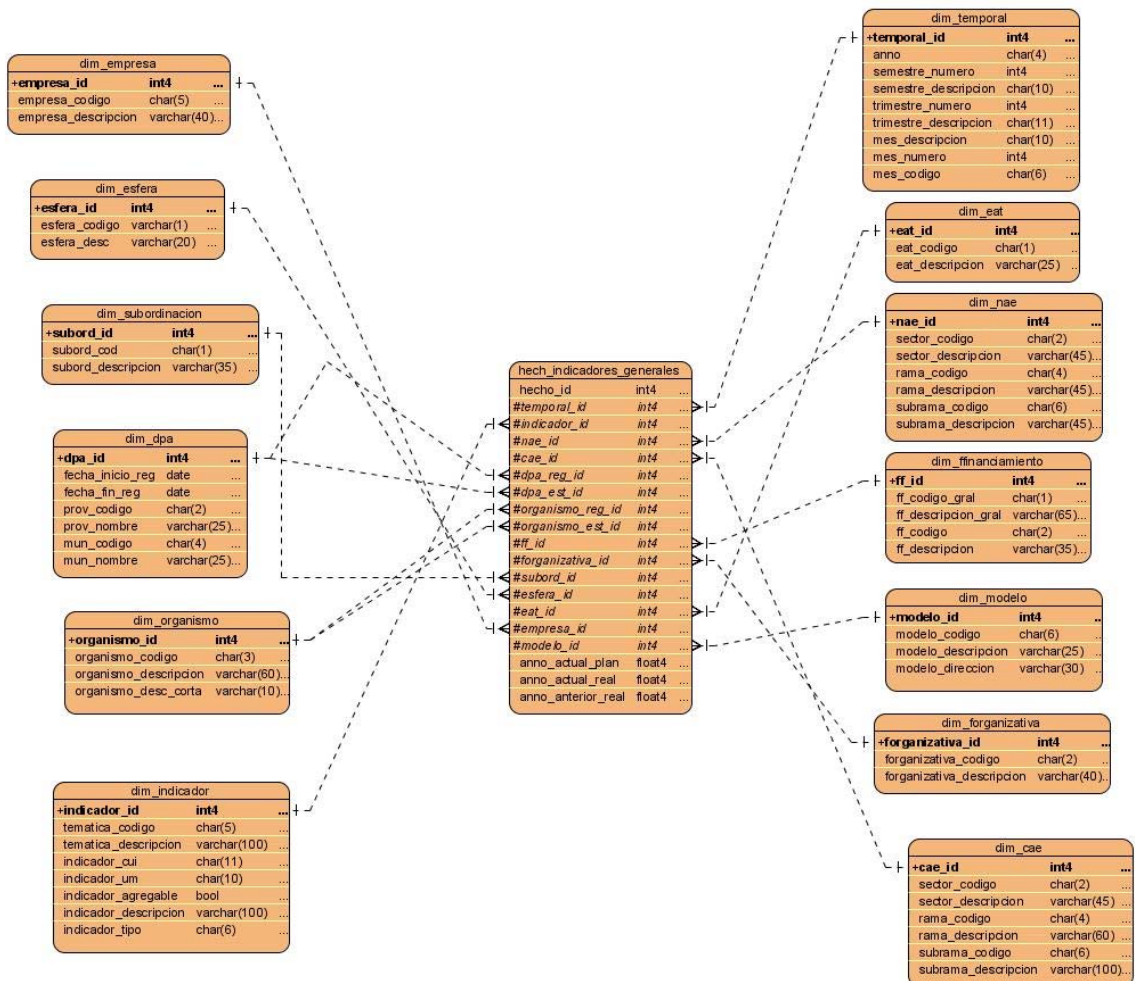 dim_empresa
+empresa_id int4 ...
empresa_codigo char(5) ...
empresa_descripcion varchar(40)...
dim_esfera
+esfera_id int4 ...
esfera_codigo varchar(1) ...
esfera_desc varchar(20) ...
dim_subordinacion
+subord_id int4 ...
subord_cod char(1) ...
subord_descripcion varchar(35) ...
dim_dpa
+dpa_id int4 ...
fecha_inicio_reg date ...
fecha_fin_reg date ...
prov_codigo char(2) ...
prov_nombre varchar(25)...
mun_codigo char(4) ...
mun_nombre varchar(25)...
dim_organismo
+organismo_id int4 ...
organismo_codigo char(3) ...
organismo_descripcion varchar(60)...
organismo_desc_corta varchar(10)...
dim_indicador
+indicador_id int4 ...
tematica_codigo char(5) ...
tematica_descripcion varchar(100) ...
indicador_cui char(11) ...
indicador_um char(10) ...
indicador_agregable bool ...
indicador_descripcion varchar(100) ...
indicador_tipo char(6) ...
hech_indicadores_generales
hecho_id int4 ...
#temporal_id int4 ...
#indicador_id int4 ...
#nae_id int4 ...
#cae_id int4 ...
#dpa_reg_id int4 ...
#dpa_est_id int4 ...
#organismo_reg_id int4 ...
#organismo_est_id int4 ...
#ff_id int4 ...
#forganizativa_id int4 ...
#subord_id int4 ...
#esfera_id int4 ...
#eat_id int4 ...
#empresa_id int4 ...
#modelo_id int4 ...
anno_actual_plan float4 ...
anno_actual_real float4 ...
anno_anterior_real float4 ...
dim_temporal
+temporal_id int4 ...
anno char(4) ...
semestre_numero int4 ...
semestre_descripcion char(10) ...
trimestre_numero int4 ...
trimestre_descripcion char(11) ...
mes_descripcion char(10) ...
mes_numero int4 ...
mes_codigo char(6) ...
dim_eat
+eat_id int4 ...
eat_codigo char(1) ...
eat_descripcion varchar(25) ..
dim_nae
+nae_id int4 ...
sector_codigo char(2) ...
sector_descripcion varchar(45)...
rama_codigo char(4) ...
rama_descripcion varchar(45)...
subrama_codigo char(6) ...
subrama_descripcion varchar(45)...
dim_ffinanciamiento
+ff_id int4 ...
ff_codigo_gral char(1) ...
ff_descripcion_gral varchar(65)...
ff_codigo char(2) ...
ff_descripcion varchar(35)...
dim_modelo
+modelo_id int4 ...
modelo_codigo char(6) ...
modelo_descripcion varchar(25) ...
modelo_direccion varchar(30) ...
dim_forganizativa
+forganizativa_id int4 ...
forganizativa_codigo char(2) ..
forganizativa_descripcion varchar(40)...
dim_cae
+cae_id int4 ...
sector_codigo char(2) ...
sector_descripcion varchar(45) ...
rama_codigo char(4) ...
rama_descripcion varchar(60) ...
subrama_codigo char(6) ...
subrama_descripcion varchar(100)...